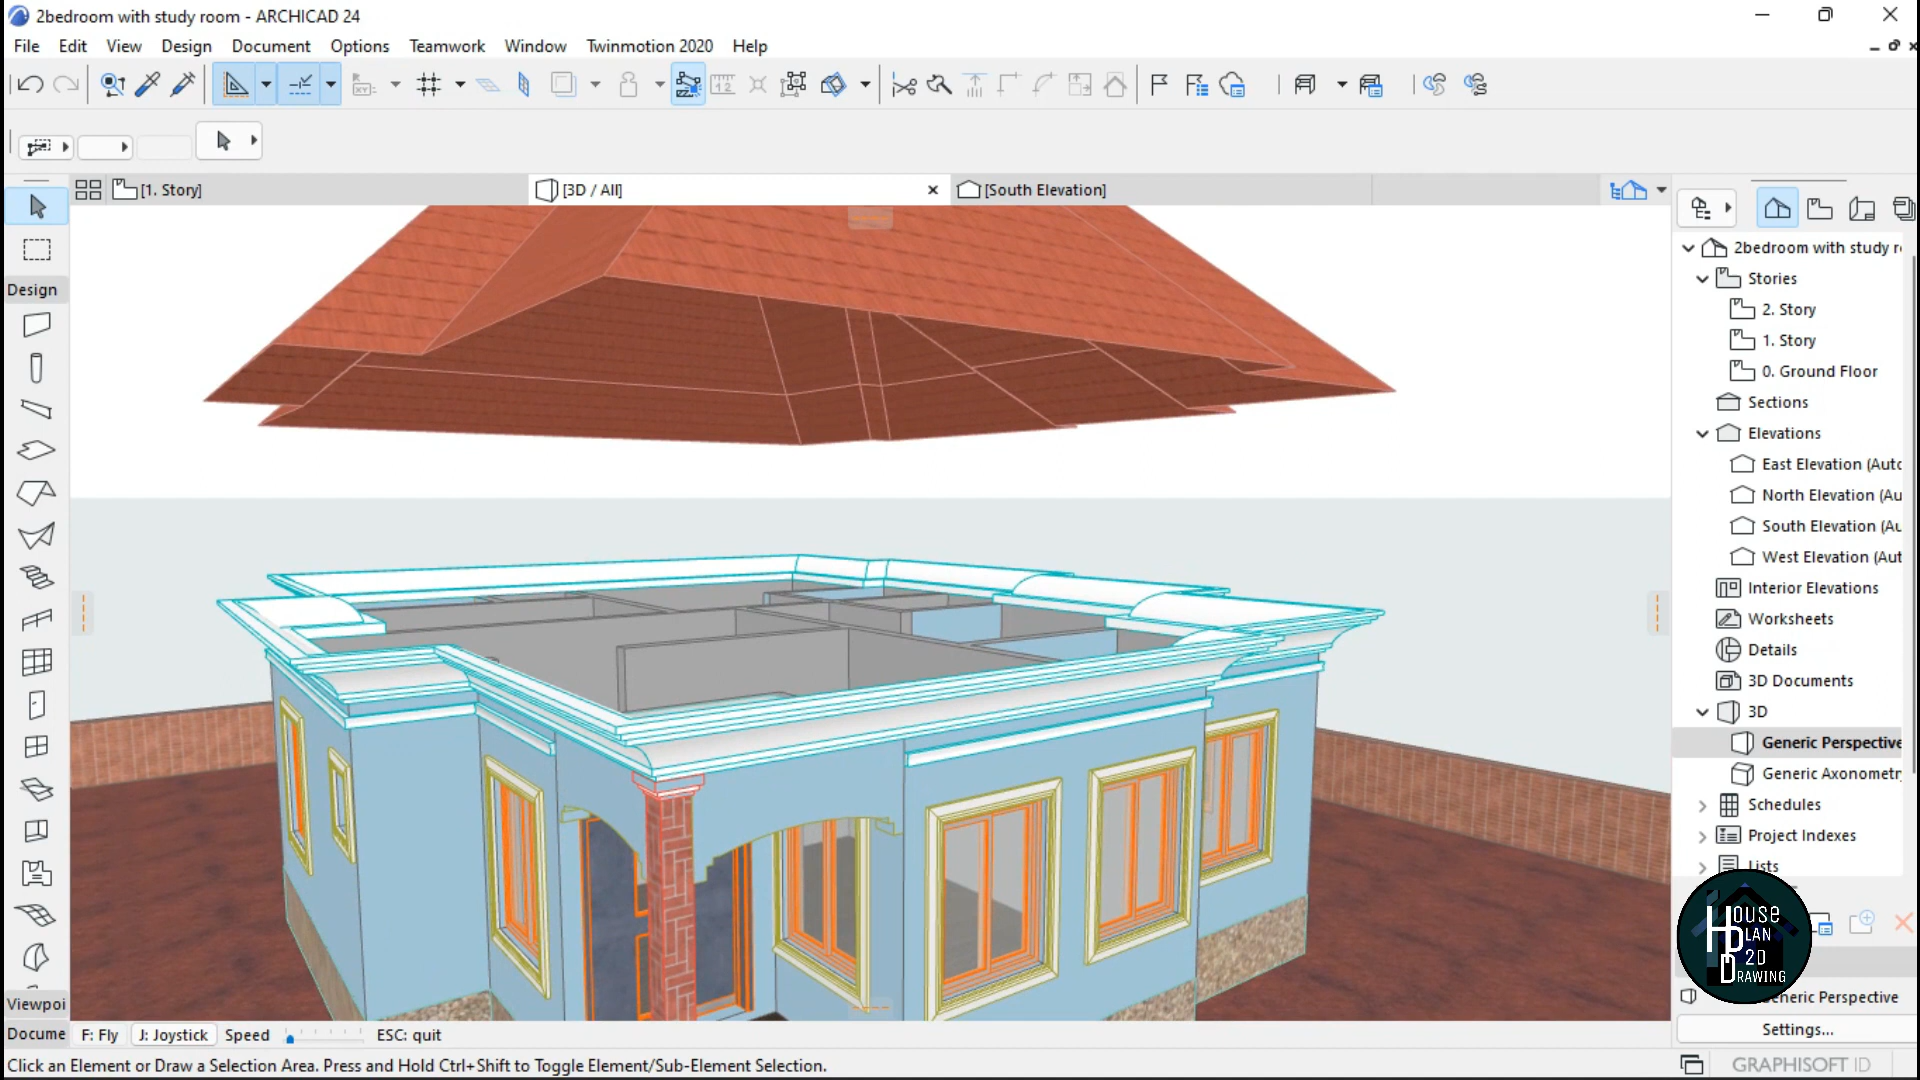 2bedroom with study room - ARCHICAD 24
File Edit View Design Document Options Teamwork Window Twinmotion 2020 Help
[1. Story]
[3D / All]
[South Elevation]
Design
2bedroom with study r
Stories
2. Story
1. Story
0. Ground Floor
Sections
Elevations
East Elevation (Auto
North Elevation (Au
South Elevation (Au
West Elevation (Aut
Interior Elevations
Worksheets
Details
3D Documents
3D
Generic Perspective
Generic Axonometr
Schedules
Project Indexes
Lists
HOUSE
PLAN
2D
DRAWING
Generic Perspective
Settings...
Viewpoi
Docume
F: Fly J: Joystick Speed ESC: quit
Click an Element or Draw a Selection Area. Press and Hold Ctrl+Shift to Toggle Element/Sub-Element Selection.
GRAPHISOFT ID